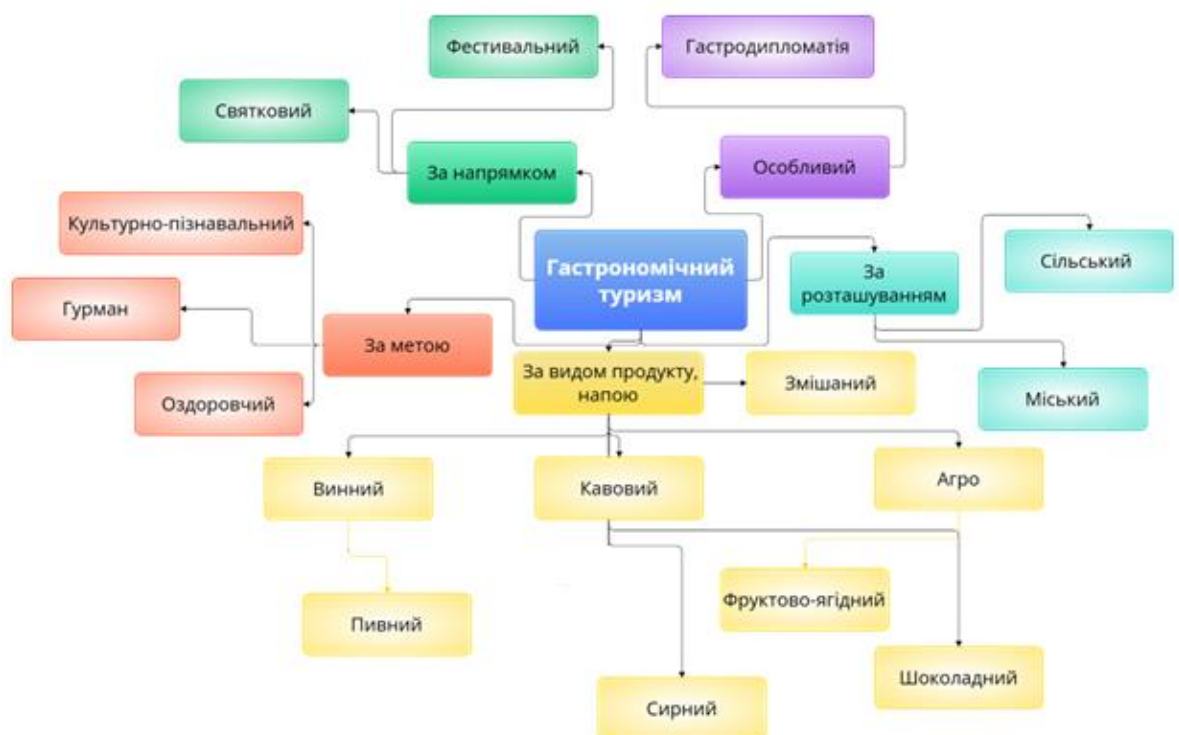 Фестивальний
Гастродипломатія
Святковий
За напрямком
Особливий
Культурно-пізнавальний
Гастрономічний
туризм
За
розташуванням
Сільський
Гурман
За метою
За видом продукту,
напою
Змішаний
Оздоровчий
Міський
Винний
Кавовий
Агро
Фруктово-ягідний
Пивний
Шоколадний
Сирний